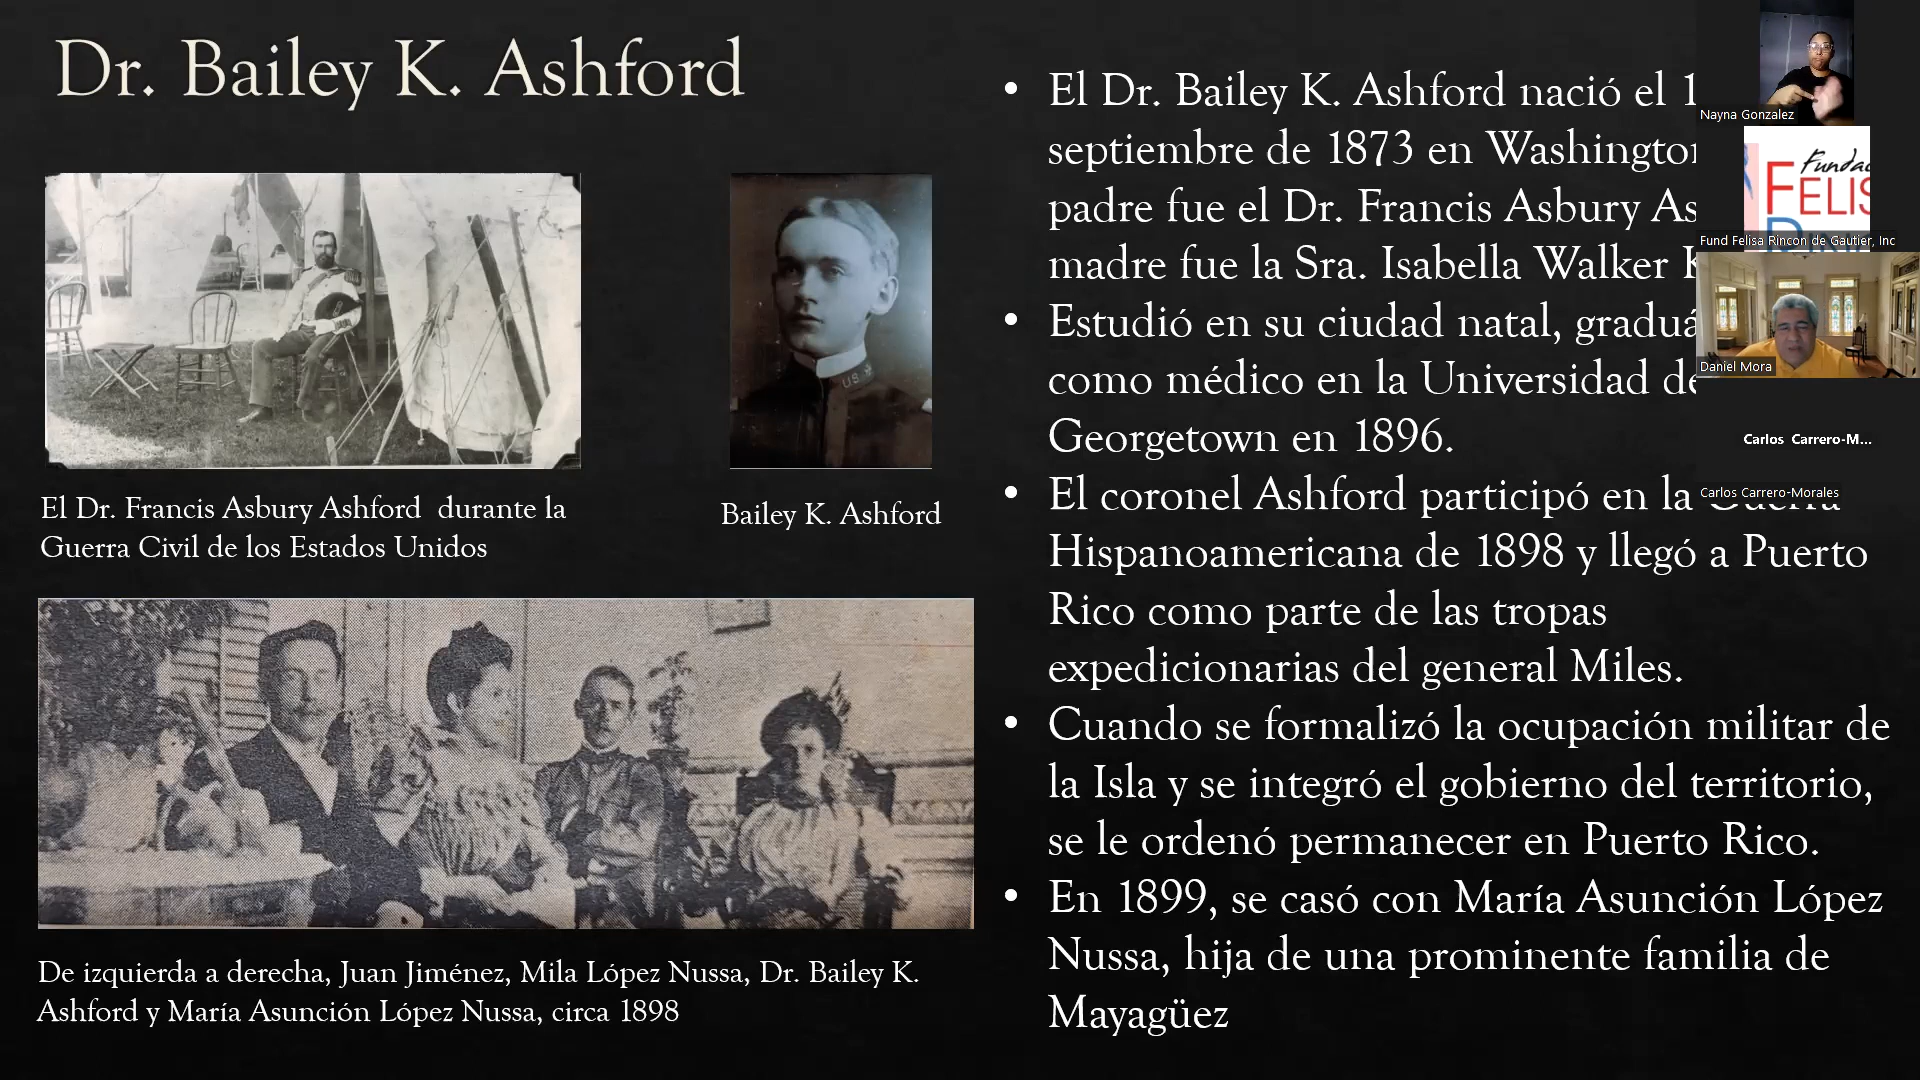 Dr. Bailey K. Ashford
El Dr. Francis Asbury Ashford durante la
Guerra Civil de los Estados Unidos
Bailey K. Ashford
De izquierda a derecha, Juan Jiménez, Mila López Nussa, Dr. Bailey K.
Ashford y María Asunción López Nussa, circa 1898
• El Dr. Bailey K. Ashford nació el
septiembre de 1873 en
padre fue el Dr. Francis Asbury
madre fue la Sra. Isabella Walker
• Estudió en su ciudad natal,
como médico en la Universidad
Georgetown en 1896.
• El coronel Ashford participó en la Guerra
Hispanoamericana de 1898 y llegó a Puerto
Rico como parte de las tropas
expedicionarias del general Miles.
• Cuando se formalizó la ocupación militar de
la Isla y se integró el gobierno del territorio,
se le ordenó permanecer en Puerto Rico.
• En 1899, se casó con María Asunción López
Nussa, hija de una prominente familia de
Mayagüez
US
Nayna Gonzalez
Fund Felisa Rincon de Gautier, Inc
Daniel Mora
Carlos Carrero-M...
Carlos Carrero-Morales